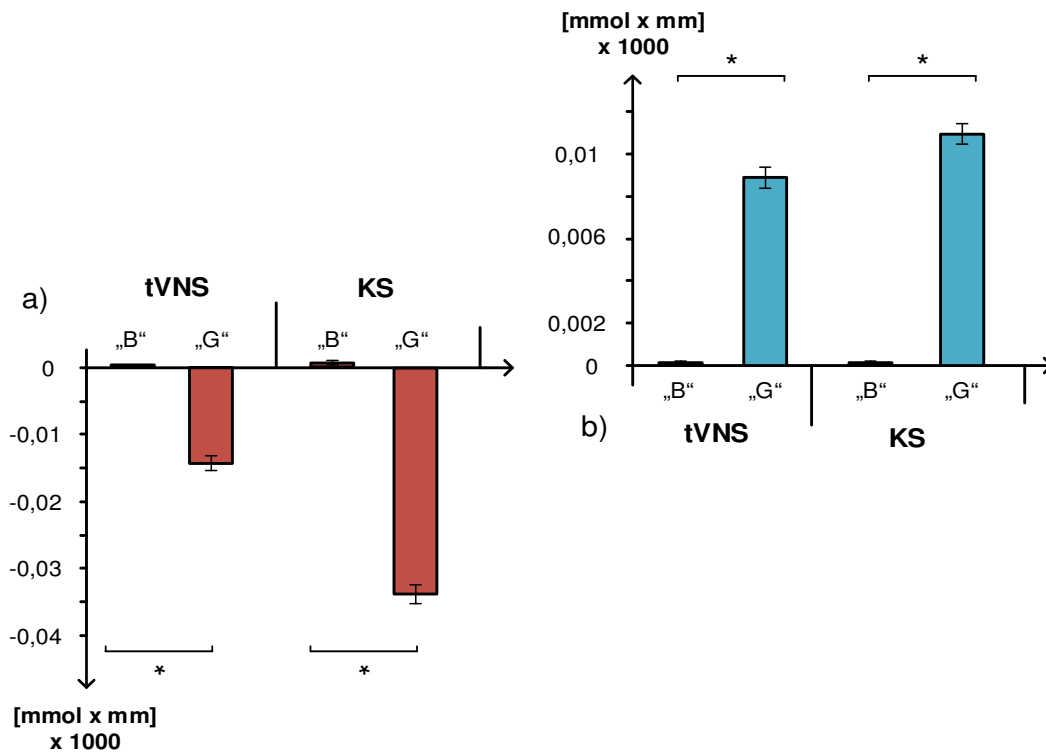 a)
tVNS KS
„B“ „G“ „B“ „G“
0
-0,01
-0,02
-0,03
-0,04
* *
[mmol x mm]
x 1000
[mmol x mm]
x 1000
* *
0,01
0,006
0,002
0
„B“ „G“ „B“ „G“
b)
tVNS KS